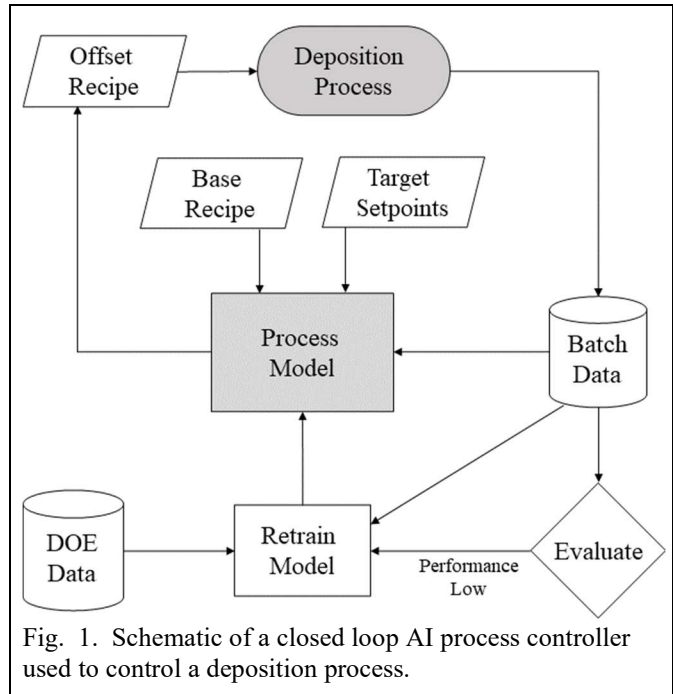 Offset
Recipe
Deposition
Process
Base
Recipe
Target
Setpoints
Process
Model
Batch
Data
DOE
Data
Retrain
Model
Performance
Low
Evaluate
Fig. 1. Schematic of a closed loop AI process controller
used to control a deposition process.